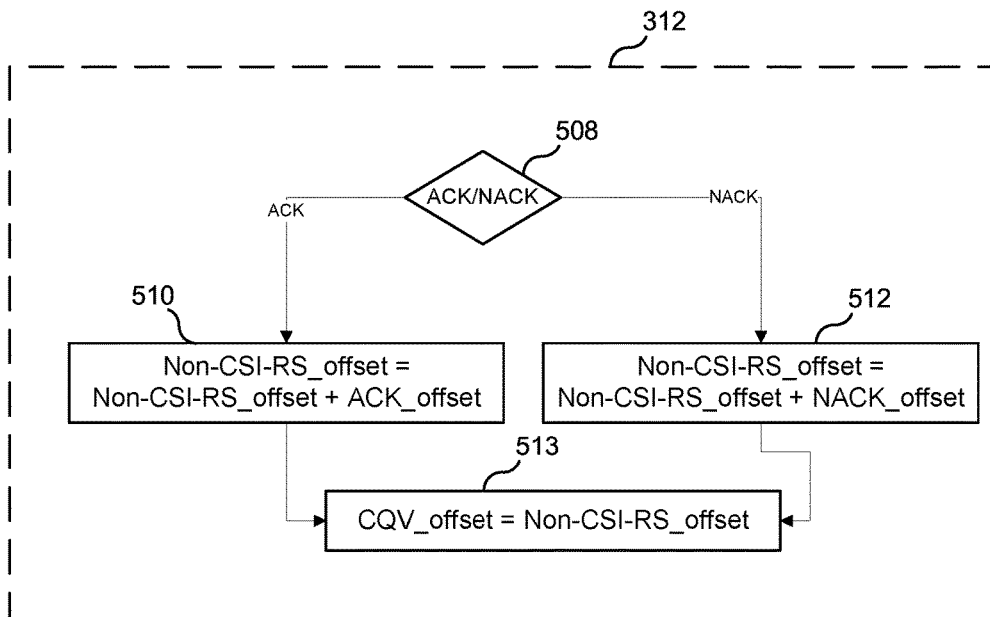 312
508
ACK/NACK
ACK
NACK
510
512
Non-CSI-RS_offset =
Non-CSI-RS_offset + ACK_offset
Non-CSI-RS_offset =
Non-CSI-RS_offset + NACK_offset
513
CQV_offset = Non-CSI-RS_offset